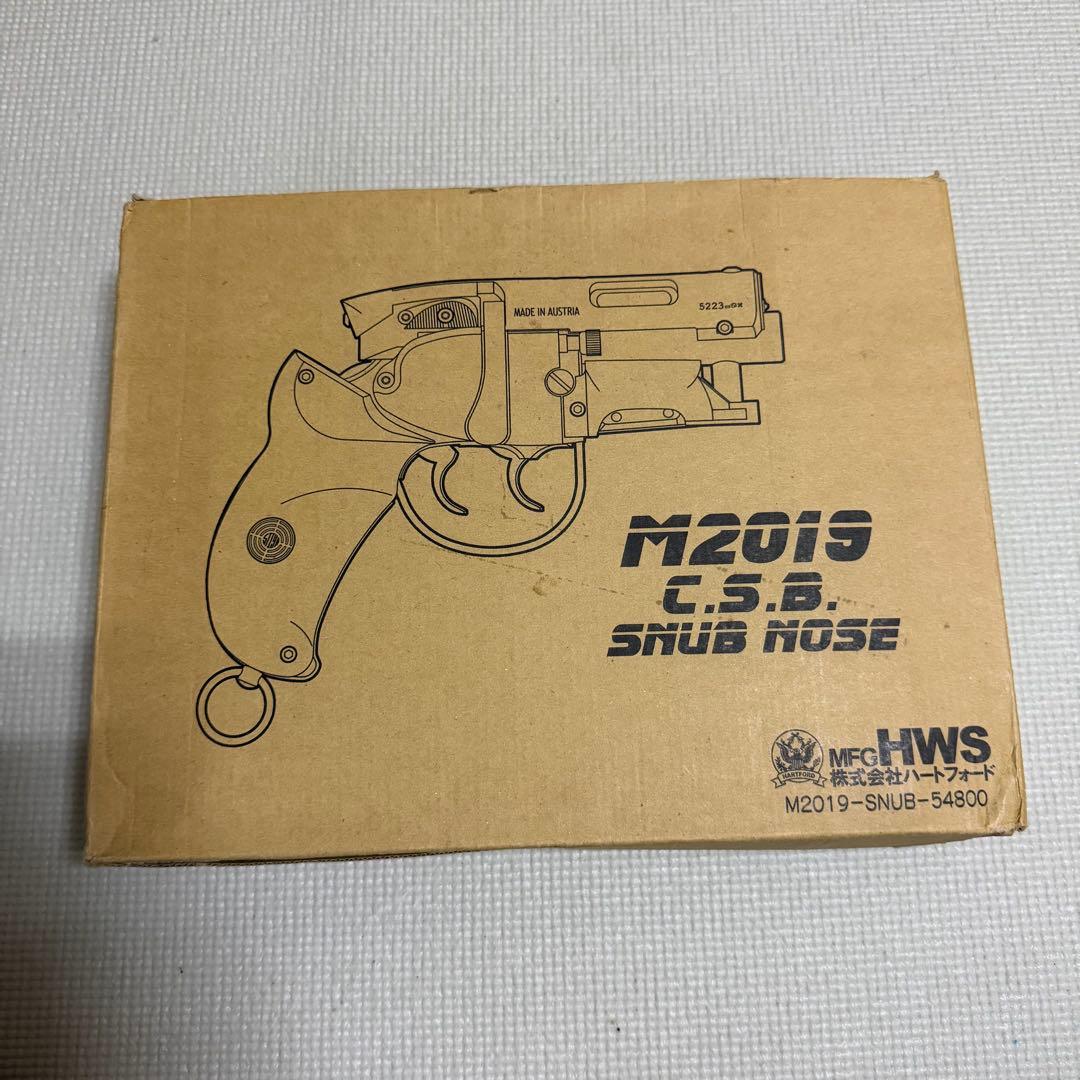 MADE IN AUSTRIA
5223
M2019
C.S.B.
SNUB NOSE
HARTFORD
MFG HWS
株式会社ハートフォード
M2019-SNUB-54800